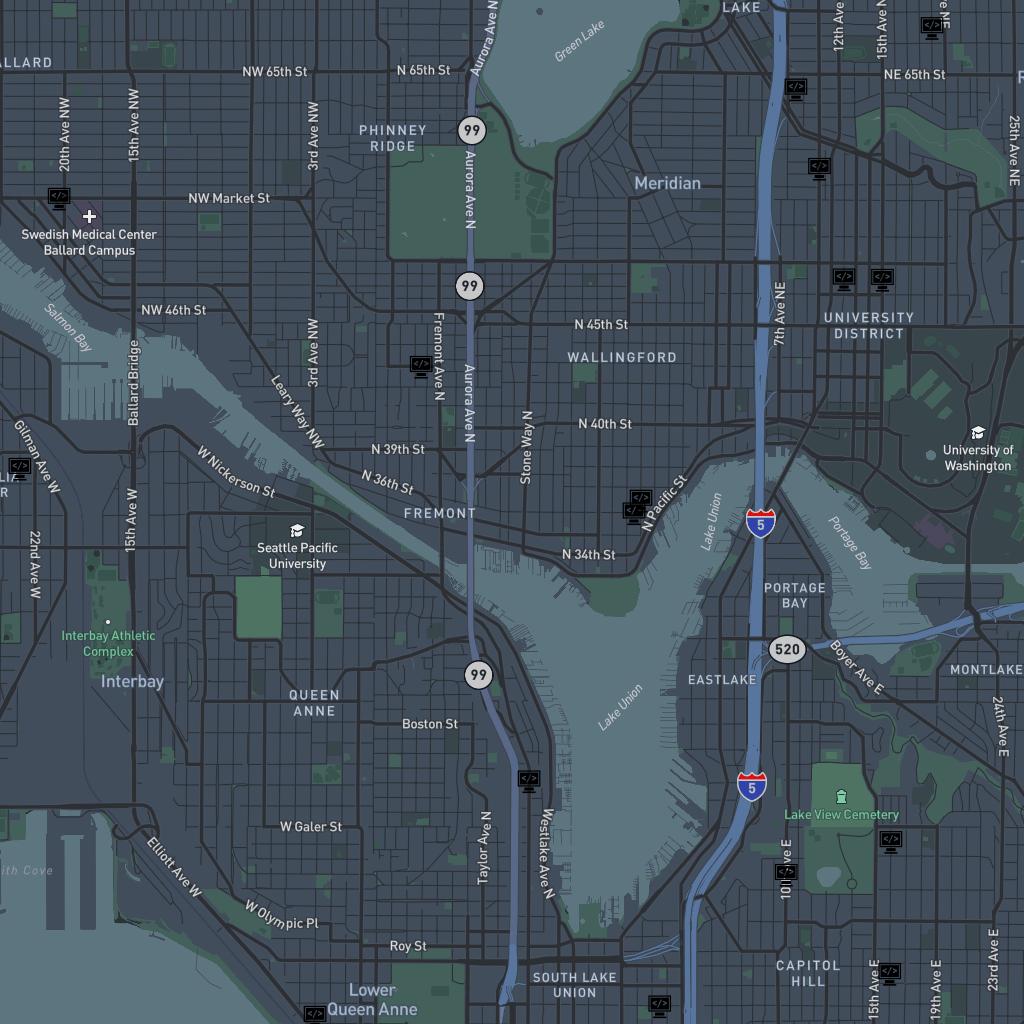 LAKE
Aurora Ave N
Green Lake
12th Ave
15th Ave N
NW 65th St
N 65th St
NE 65th St
20th Ave NW
15th Ave NW
3rd Ave NW
99
PHINNEY
RIDGE
25th Ave NE
Aurora Ave N
Meridian
NW Market St
Swedish Medical Center
Ballard Campus
99
Salmon Bay
NW 46th St
Fremont Ave N
N 45th St
7th Ave NE
UNIVERSITY
DISTRICT
3rd Ave NW
WALLINGFORD
Ballard Bridge
Aurora Ave N
Leary Way NW
Stone Way N
N 40th St
Gilman Ave W
N 39th St
University of
Washington
W Nickerson St
N 36th St
N Pacific St
FREMONT
15th Ave W
Lake Union
5
Portage Bay
22nd Ave W
Seattle Pacific
University
N 34th St
PORTAGE
BAY
Interbay Athletic
Complex
520
Boyer Ave E
99
Interbay
EASTLAKE
MONTLAKE
QUEEN
ANNE
Lake Union
Boston St
24th Ave E
5
Lake View Cemetery
W Galer St
Taylor Ave N
Westlake Ave N
Elliott Ave W
W Olympic Pl
Roy St
23rd Ave E
SOUTH LAKE
UNION
CAPITOL
HILL
15th Ave E
19th Ave E
Lower
Queen Anne